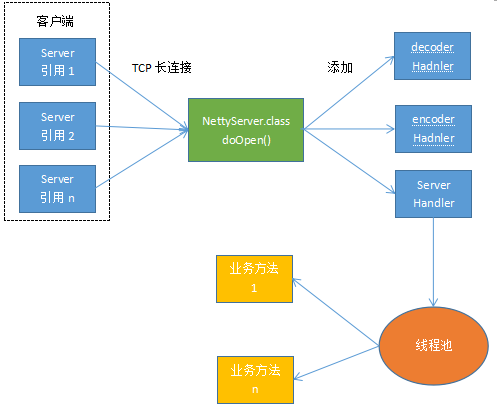 客户端
Server
引用 1
TCP 长连接
添加
decoder
Hadnler
Server
引用 2
NettyServer.class
doOpen()
encoder
Hadnler
Server
引用 n
Server
Handler
业务方法
1
线程池
业务方法
n